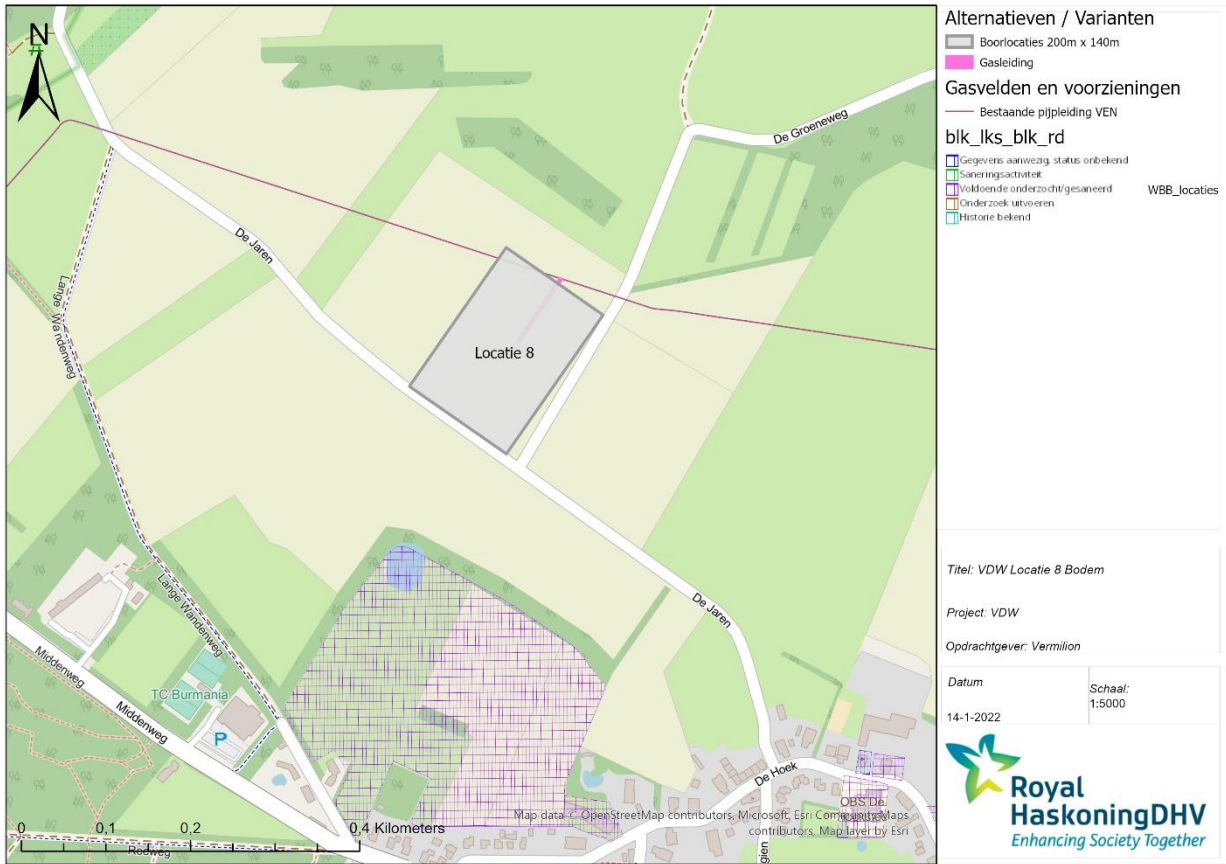 N
De Groeneweg
De Jaren
Lange Wandenweg
Locatie 8
De Jaren
Lange Wandenweg
Middenweg
TC Burmania
Middenweg
P
De Hoek
OBS De
Map data © OpenStreetMap contributors, Microsoft, Esri Community Maps
contributors, Map layer by Esri
0 0,1 0,2 0,4 Kilometers
Alternatieven / Varianten
Boorlocaties 200m x 140m
Gasleiding
Gasvelden en voorzieningen
Bestaande pijpleiding VEN
blk_lks_blk_rd
Gegevens aanwezig, status onbekend
Saneringsactiviteit
Voldoende onderzocht/gesaneerd WBB_locaties
Onderzoek uitvoeren
Historie bekend
Titel: VDW Locatie 8 Bodem
Project: VDW
Opdrachtgever: Vermilion
Datum
14-1-2022
Schaal:
1:5000
Royal
HaskoningDHV
Enhancing Society Together